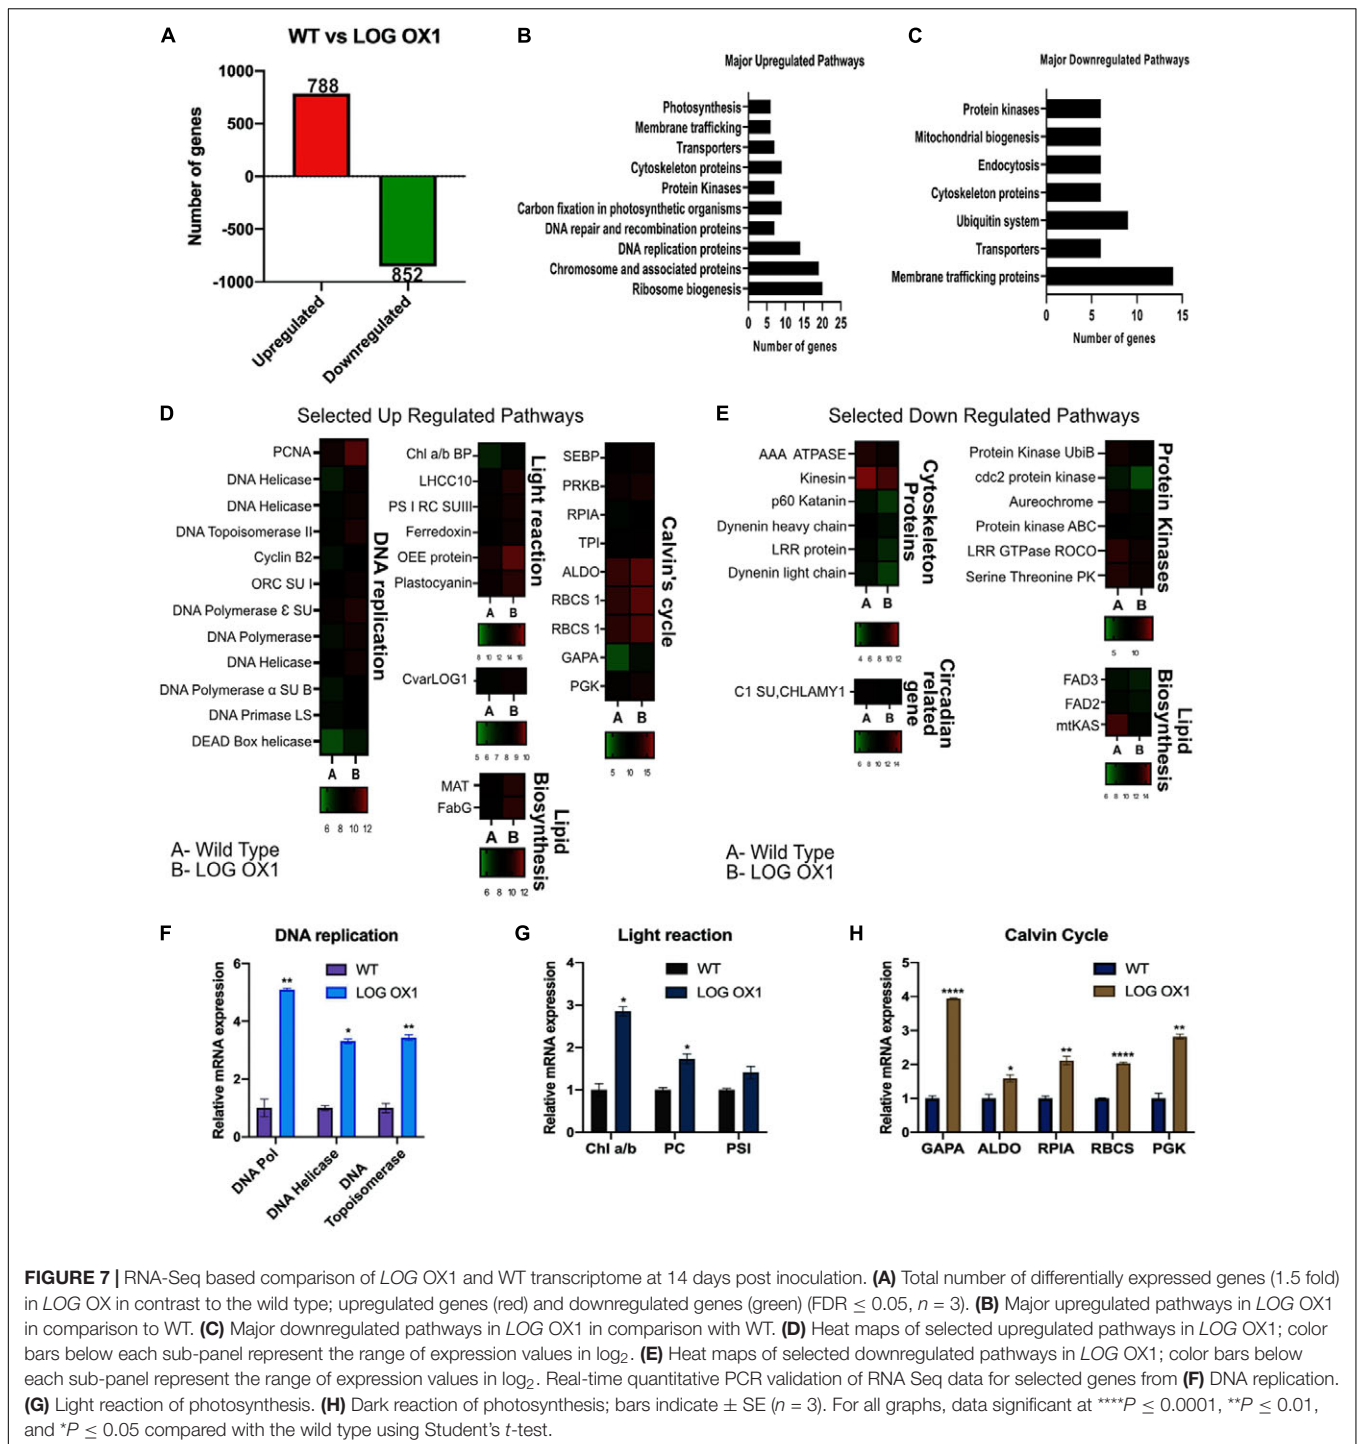 A
WT vs LOG OX1
Number of genes
1000
500
0
-500
-1000
788
852
Upregulated
Downregulated
B
Major Upregulated Pathways
Photosynthesis
Membrane trafficking
Transporters
Cytoskeleton proteins
Protein Kinases
Carbon fixation in photosynthetic organisms
DNA repair and recombination proteins
DNA replication proteins
Chromosome and associated proteins
Ribosome biogenesis
0 5 10 15 20 25
Number of genes
C
Major Downregulated Pathways
Protein kinases
Mitochondrial biogenesis
Endocytosis
Cytoskeleton proteins
Ubiquitin system
Transporters
Membrane trafficking proteins
0 5 10 15
Number of genes
D
Selected Up Regulated Pathways
PCNA
DNA Helicase
DNA Helicase
DNA Topoisomerase II
Cyclin B2
ORC SU I
DNA Polymerase Ɛ SU
DNA Polymerase
DNA Helicase
DNA Polymerase α SU B
DNA Primase LS
DEAD Box helicase
A B
6 8 10 12
DNA replication
Chl a/b BP
LHCC10
PS I RC SUIII
Ferredoxin
OEE protein
Plastocyanin
A B
8 10 12 14 16
Light reaction
CvarLOG1
A B
5 6 7 8 9 10
MAT
FabG
A B
6 8 10 12
Lipid
Biosynthesis
SEBP
PRKB
RPIA
TPI
ALDO
RBCS 1
RBCS 1
GAPA
PGK
A B
5 10 15
Calvin's cycle
A- Wild Type
B- LOG OX1
E
Selected Down Regulated Pathways
AAA ATPASE
Kinesin
p60 Katanin
Dynenin heavy chain
LRR protein
Dynenin light chain
A B
4 6 8 10 12
Cytoskeleton
Proteins
C1 SU,CHLAMY1
A B
6 8 10 12 14
Circadian
related
gene
Protein Kinase UbiB
cdc2 protein kinase
Aureochrome
Protein kinase ABC
LRR GTPase ROCO
Serine Threonine PK
A B
5 10
Protein Kinases
FAD3
FAD2
mtKAS
A B
6 8 10 12 14
Lipid
Biosynthesis
A- Wild Type
B- LOG OX1
F
DNA replication
Relative mRNA expression
6
4
2
0
WT
LOG OX1
**
*
**
DNA Pol
DNA Helicase
DNA
Topoisomerase
G
Light reaction
Relative mRNA expression
4
3
2
1
0
WT
LOG OX1
*
*
Chl a/b PC PSI
H
Calvin Cycle
Relative mRNA expression
5
4
3
2
1
0
WT
LOG OX1
****
*
**
****
**
GAPA ALDO RPIA RBCS PGK
FIGURE 7 | RNA-Seq based comparison of LOG OX1 and WT transcriptome at 14 days post inoculation. (A) Total number of differentially expressed genes (1.5 fold)
in LOG OX in contrast to the wild type; upregulated genes (red) and downregulated genes (green) (FDR ≤ 0.05, n = 3). (B) Major upregulated pathways in LOG OX1
in comparison to WT. (C) Major downregulated pathways in LOG OX1 in comparison with WT. (D) Heat maps of selected upregulated pathways in LOG OX1; color
bars below each sub-panel represent the range of expression values in log₂. (E) Heat maps of selected downregulated pathways in LOG OX1; color bars below
each sub-panel represent the range of expression values in log₂. Real-time quantitative PCR validation of RNA Seq data for selected genes from (F) DNA replication.
(G) Light reaction of photosynthesis. (H) Dark reaction of photosynthesis; bars indicate ± SE (n = 3). For all graphs, data significant at ****P ≤ 0.0001, **P ≤ 0.01,
and *P ≤ 0.05 compared with the wild type using Student's t-test.